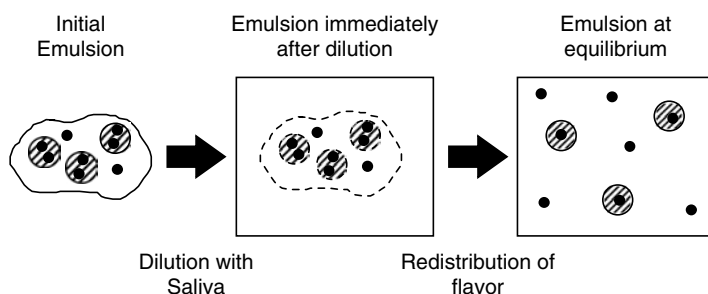 Initial
Emulsion
Emulsion immediately
after dilution
Emulsion at
equilibrium
Dilution with
Saliva
Redistribution of
flavor